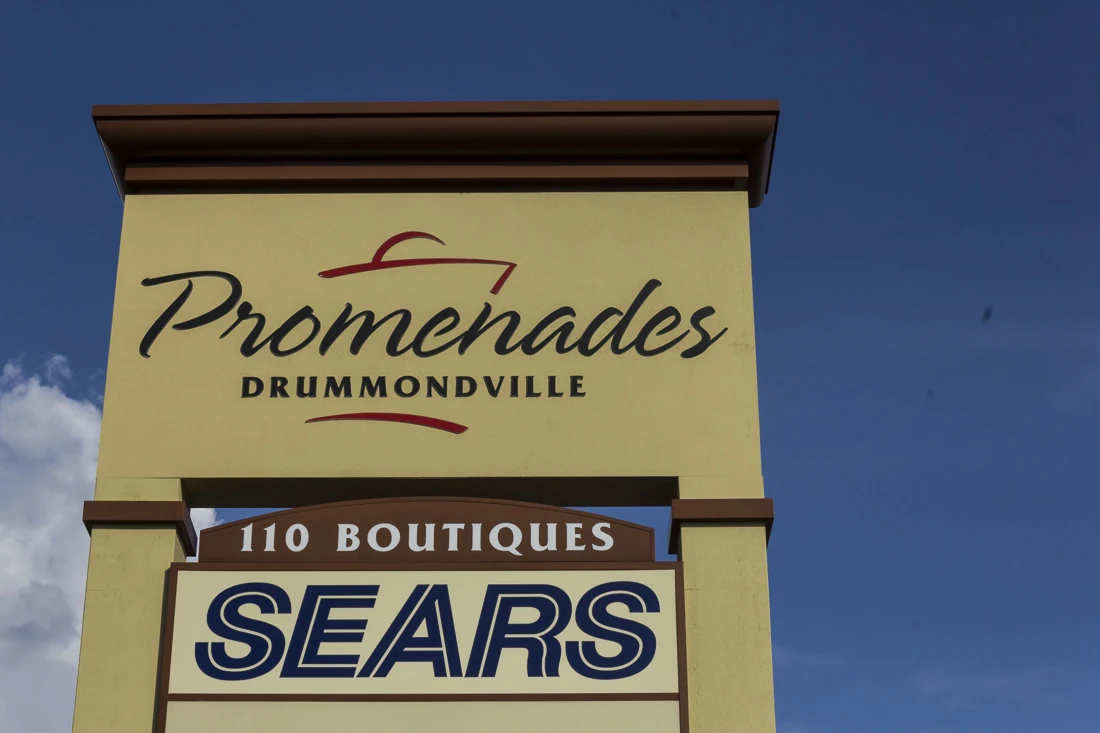 Promenades
DRUMMONDVILLE
110 BOUTIQUES
SEARS